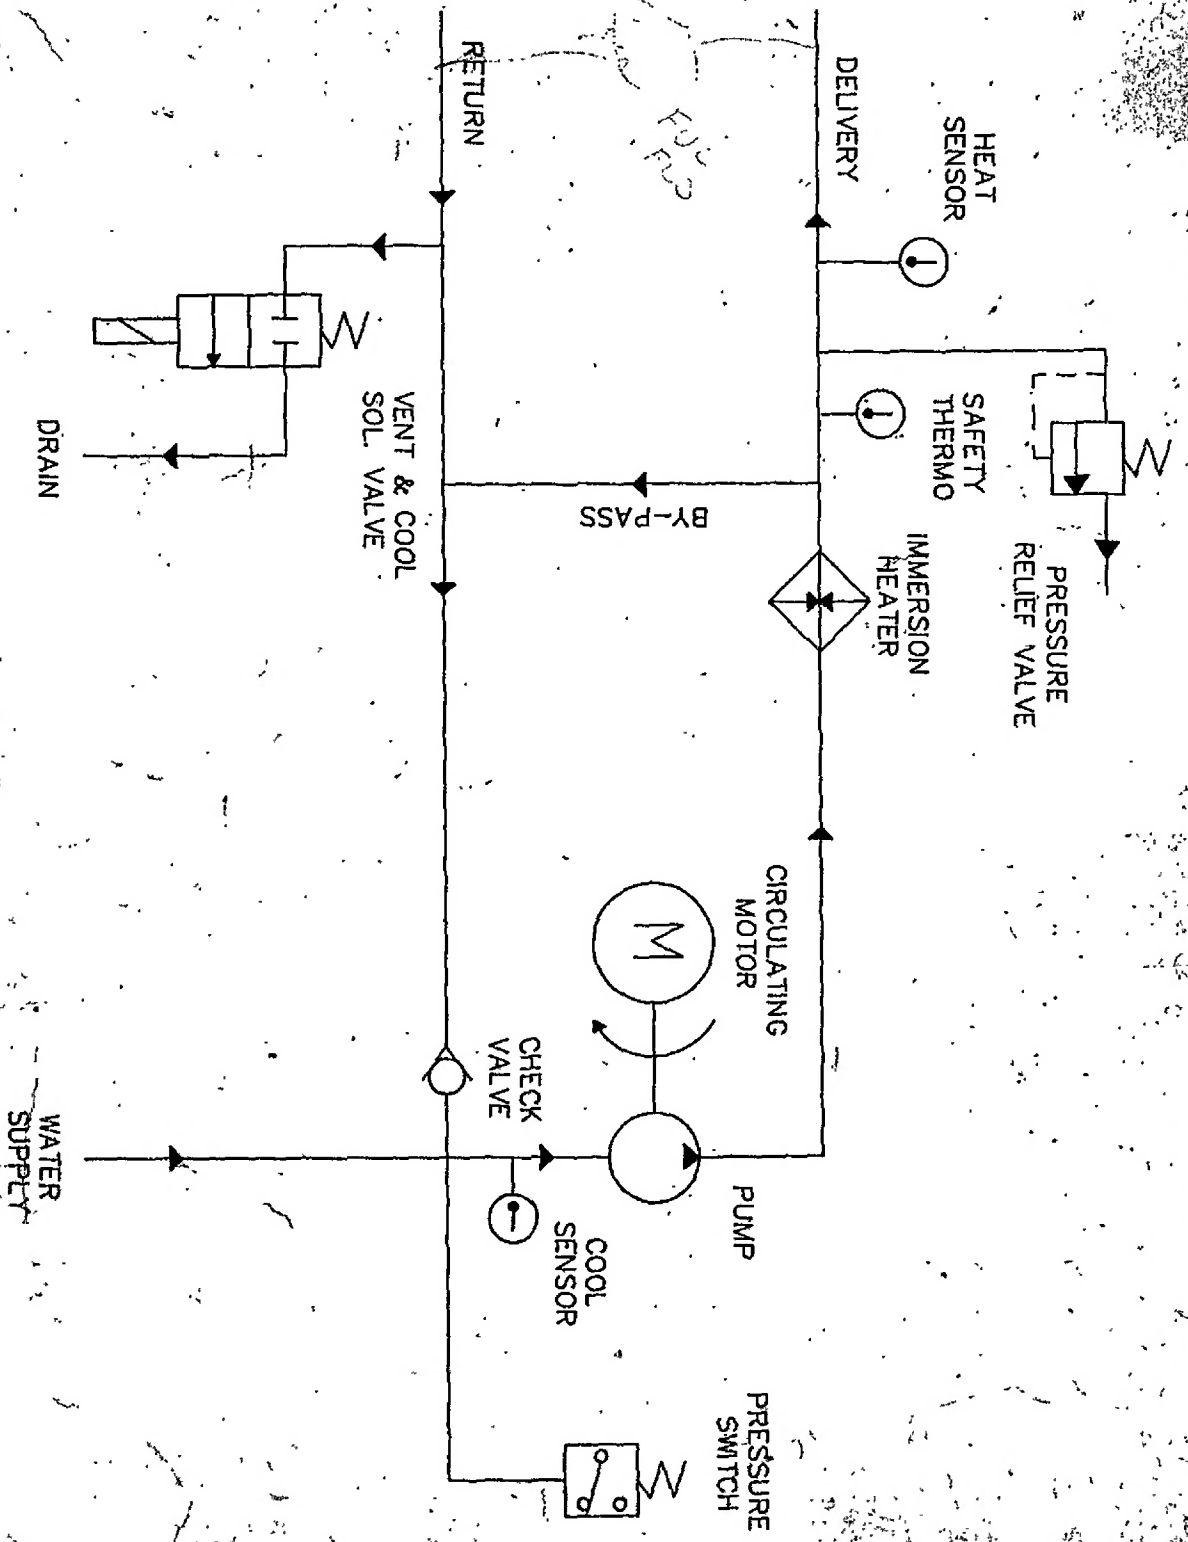 HEAT
SENSOR
DELIVERY
RETURN
SAFETY
THERMO
PRESSURE
RELIEF VALVE
IMMERSION
HEATER
BY-PASS
VENT & COOL
SOL. VALVE
DRAIN
CIRCULATING
MOTOR
M
CHECK
VALVE
PUMP
COOL
SENSOR
WATER
SUPPLY
PRESSURE
SWITCH